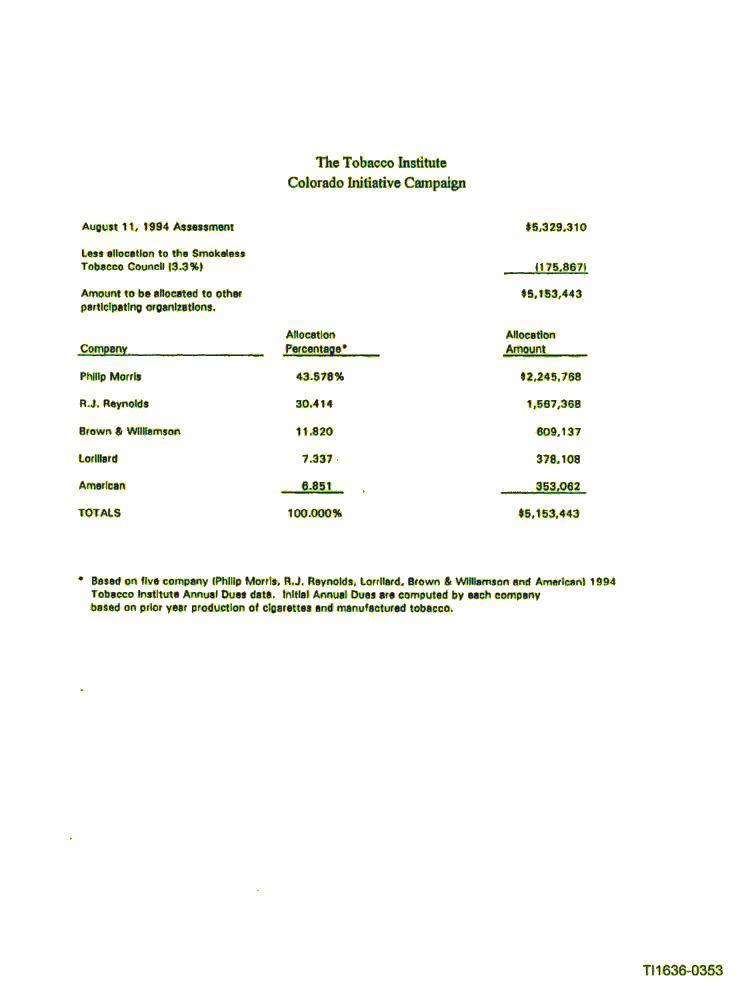 The Tobacco Institute
Colorado Initiative Campaign
August 11, 1994 Assessment $5,329,310
Less allocation to the Smokeless
Tobacco Council (3.3%) (175,867)
Amount to be allocated to other $5,153,443
participating organizations.
Allocation Allocation
Company Percentage* Amount
Philip Morris 43.578% $2,245,768
R.J. Reynolds 30.414 1,567,368
Brown & Williamson 11.820 609,137
Lorillard 7.337 378,108
American 6.851 353,062
TOTALS 100.000% $5,153,443
* Based on five company (Philip Morris, R.J. Reynolds, Lorrilard, Brown & Williamson and American) 1994
Tobacco Institute Annual Dues data. Initial Annual Dues are computed by each company
based on prior year production of cigarettes and manufactured tobacco.
TI1636-0353